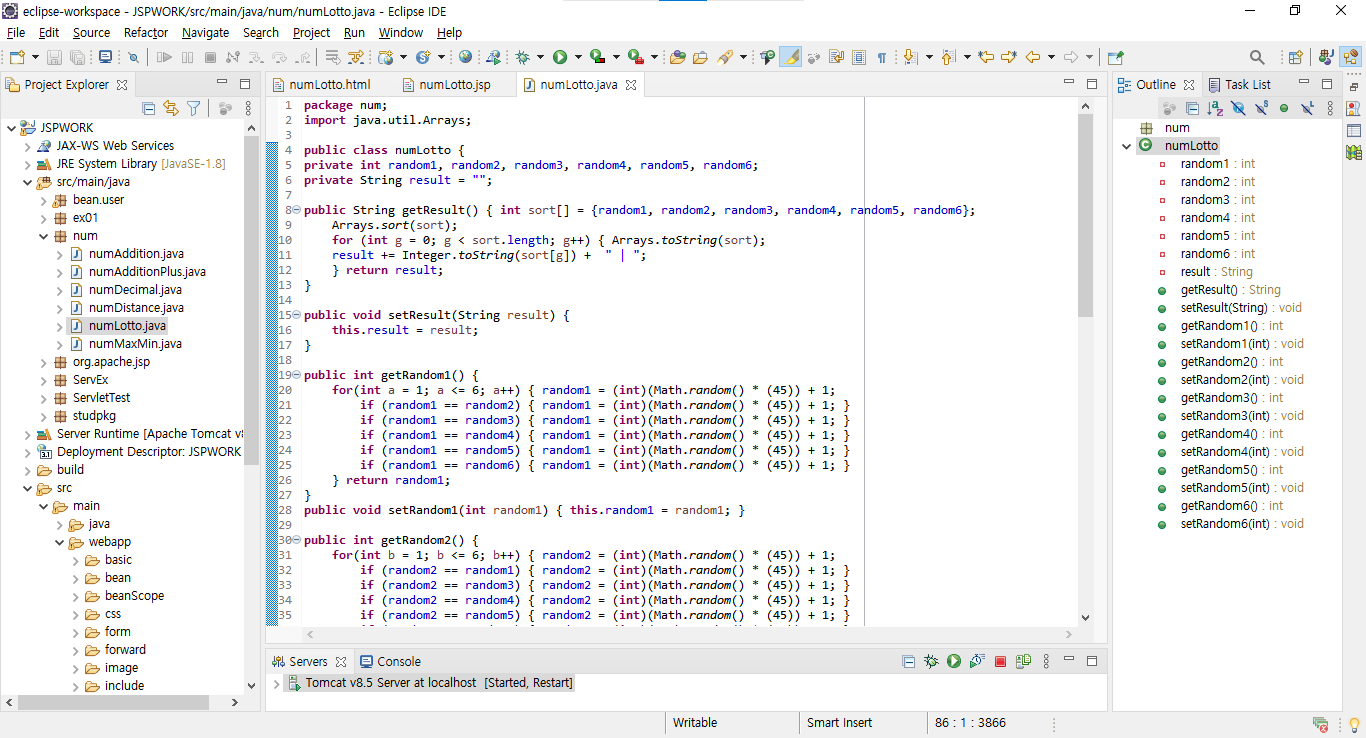 eclipse-workspace - JSPWORK/src/main/java/num/numLotto.java - Eclipse IDE
File Edit Source Refactor Navigate Search Project Run Window Help
Project Explorer
JSPWORK
JAX-WS Web Services
JRE System Library [JavaSE-1.8]
src/main/java
bean.user
ex01
num
numAddition.java
numAdditionPlus.java
numDecimal.java
numDistance.java
numLotto.java
numMaxMin.java
org.apache.jsp
ServEx
ServletTest
studpkg
Server Runtime [Apache Tomcat v8
Deployment Descriptor: JSPWORK
build
src
main
java
webapp
basic
bean
beanScope
css
form
forward
image
include
numLotto.html numLotto.jsp numLotto.java
1 package num;
2 import java.util.Arrays;
3
4 public class numLotto {
5 private int random1, random2, random3, random4, random5, random6;
6 private String result = "";
7
8 public String getResult() { int sort[] = {random1, random2, random3, random4, random5, random6};
9 Arrays.sort(sort);
10 for (int g = 0; g < sort.length; g++) { Arrays.toString(sort);
11 result += Integer.toString(sort[g]) + " | ";
12 } return result;
13 }
14
15 public void setResult(String result) {
16 this.result = result;
17 }
18
19 public int getRandom1() {
20 for(int a = 1; a <= 6; a++) { random1 = (int)(Math.random() * (45)) + 1;
21 if (random1 == random2) { random1 = (int)(Math.random() * (45)) + 1; }
22 if (random1 == random3) { random1 = (int)(Math.random() * (45)) + 1; }
23 if (random1 == random4) { random1 = (int)(Math.random() * (45)) + 1; }
24 if (random1 == random5) { random1 = (int)(Math.random() * (45)) + 1; }
25 if (random1 == random6) { random1 = (int)(Math.random() * (45)) + 1; }
26 } return random1;
27 }
28 public void setRandom1(int random1) { this.random1 = random1; }
29
30 public int getRandom2() {
31 for(int b = 1; b <= 6; b++) { random2 = (int)(Math.random() * (45)) + 1;
32 if (random2 == random1) { random2 = (int)(Math.random() * (45)) + 1; }
33 if (random2 == random3) { random2 = (int)(Math.random() * (45)) + 1; }
34 if (random2 == random4) { random2 = (int)(Math.random() * (45)) + 1; }
35 if (random2 == random5) { random2 = (int)(Math.random() * (45)) + 1; }
Servers Console
Tomcat v8.5 Server at localhost [Started, Restart]
Outline Task List
num
numLotto
random1 : int
random2 : int
random3 : int
random4 : int
random5 : int
random6 : int
result : String
getResult() : String
setResult(String) : void
getRandom1() : int
setRandom1(int) : void
getRandom2() : int
setRandom2(int) : void
getRandom3() : int
setRandom3(int) : void
getRandom4() : int
setRandom4(int) : void
getRandom5() : int
setRandom5(int) : void
getRandom6() : int
setRandom6(int) : void
Writable Smart Insert 86 : 1 : 3866